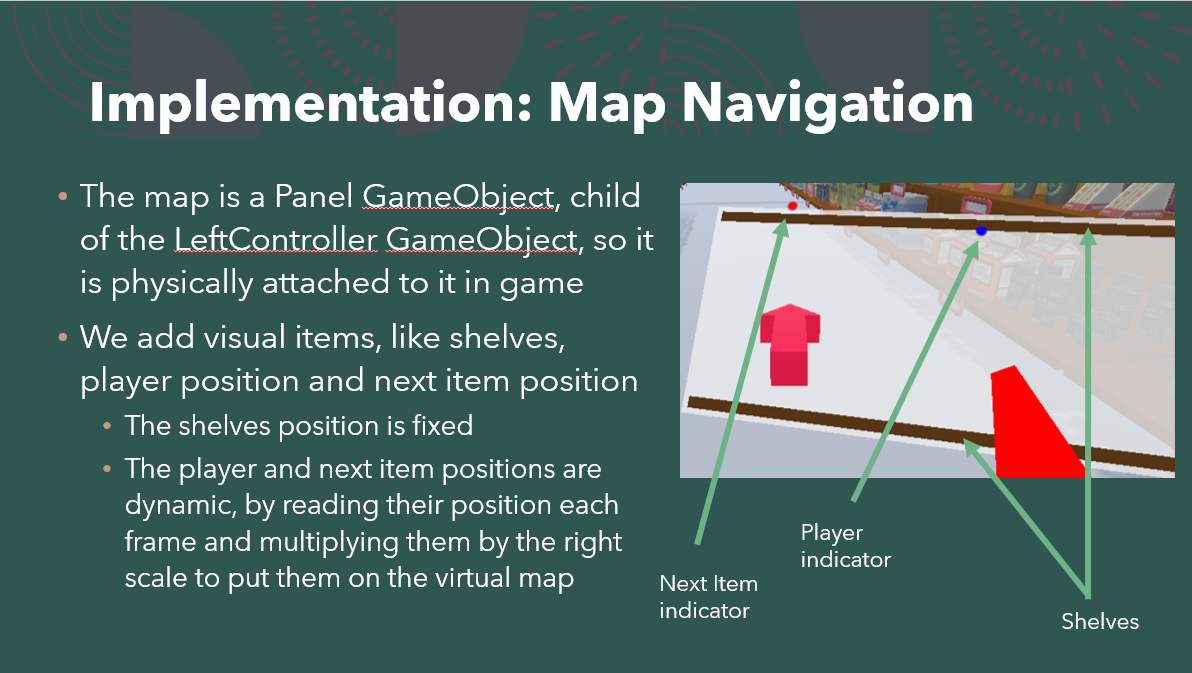 Implementation: Map Navigation
• The map is a Panel GameObject, child
of the LeftController GameObject, so it
is physically attached to it in game
• We add visual items, like shelves,
player position and next item position
• The shelves position is fixed
• The player and next item positions are
dynamic, by reading their position each
frame and multiplying them by the right
scale to put them on the virtual map
Player
indicator
Next Item
indicator
Shelves